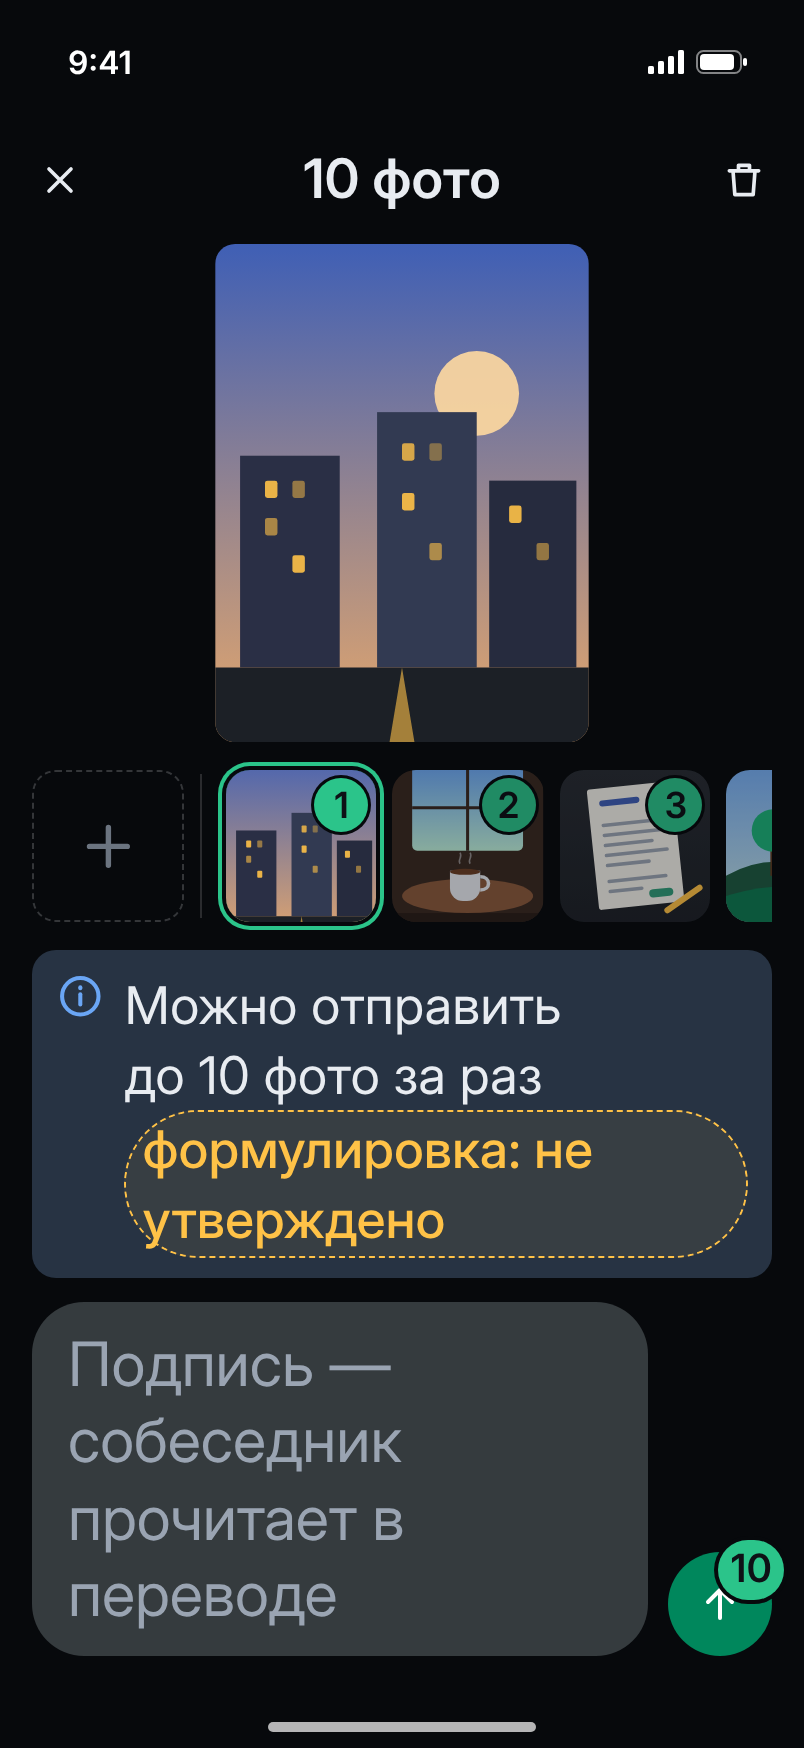 9:41
10 фото
1
2
3
Можно отправить
до 10 фото за раз
формулировка: не
утверждено
Подпись —
собеседник
прочитает в
переводе
10